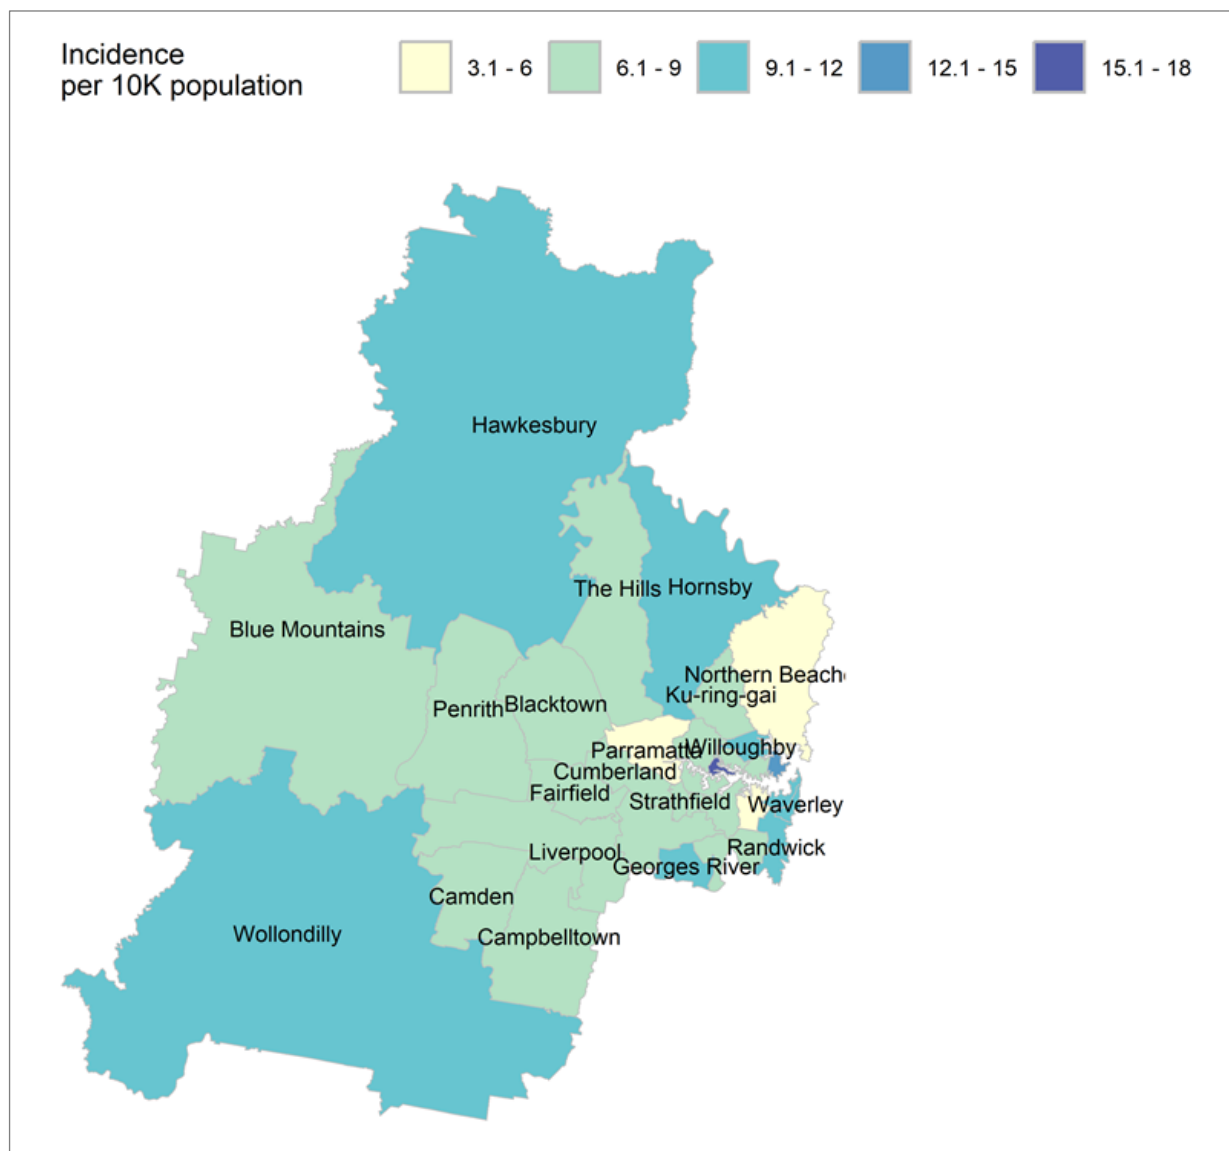 Incidence
per 10K population
3.1 - 6
6.1 - 9
9.1 - 12
12.1 - 15
15.1 - 18
Hawkesbury
The Hills
Hornsby
Blue Mountains
Northern Beache
Ku-ring-gai
Penrith
Blacktown
Parramatta
Willoughby
Cumberland
Fairfield
Strathfield
Waverley
Randwick
Liverpool
Georges River
Camden
Wollondilly
Campbelltown